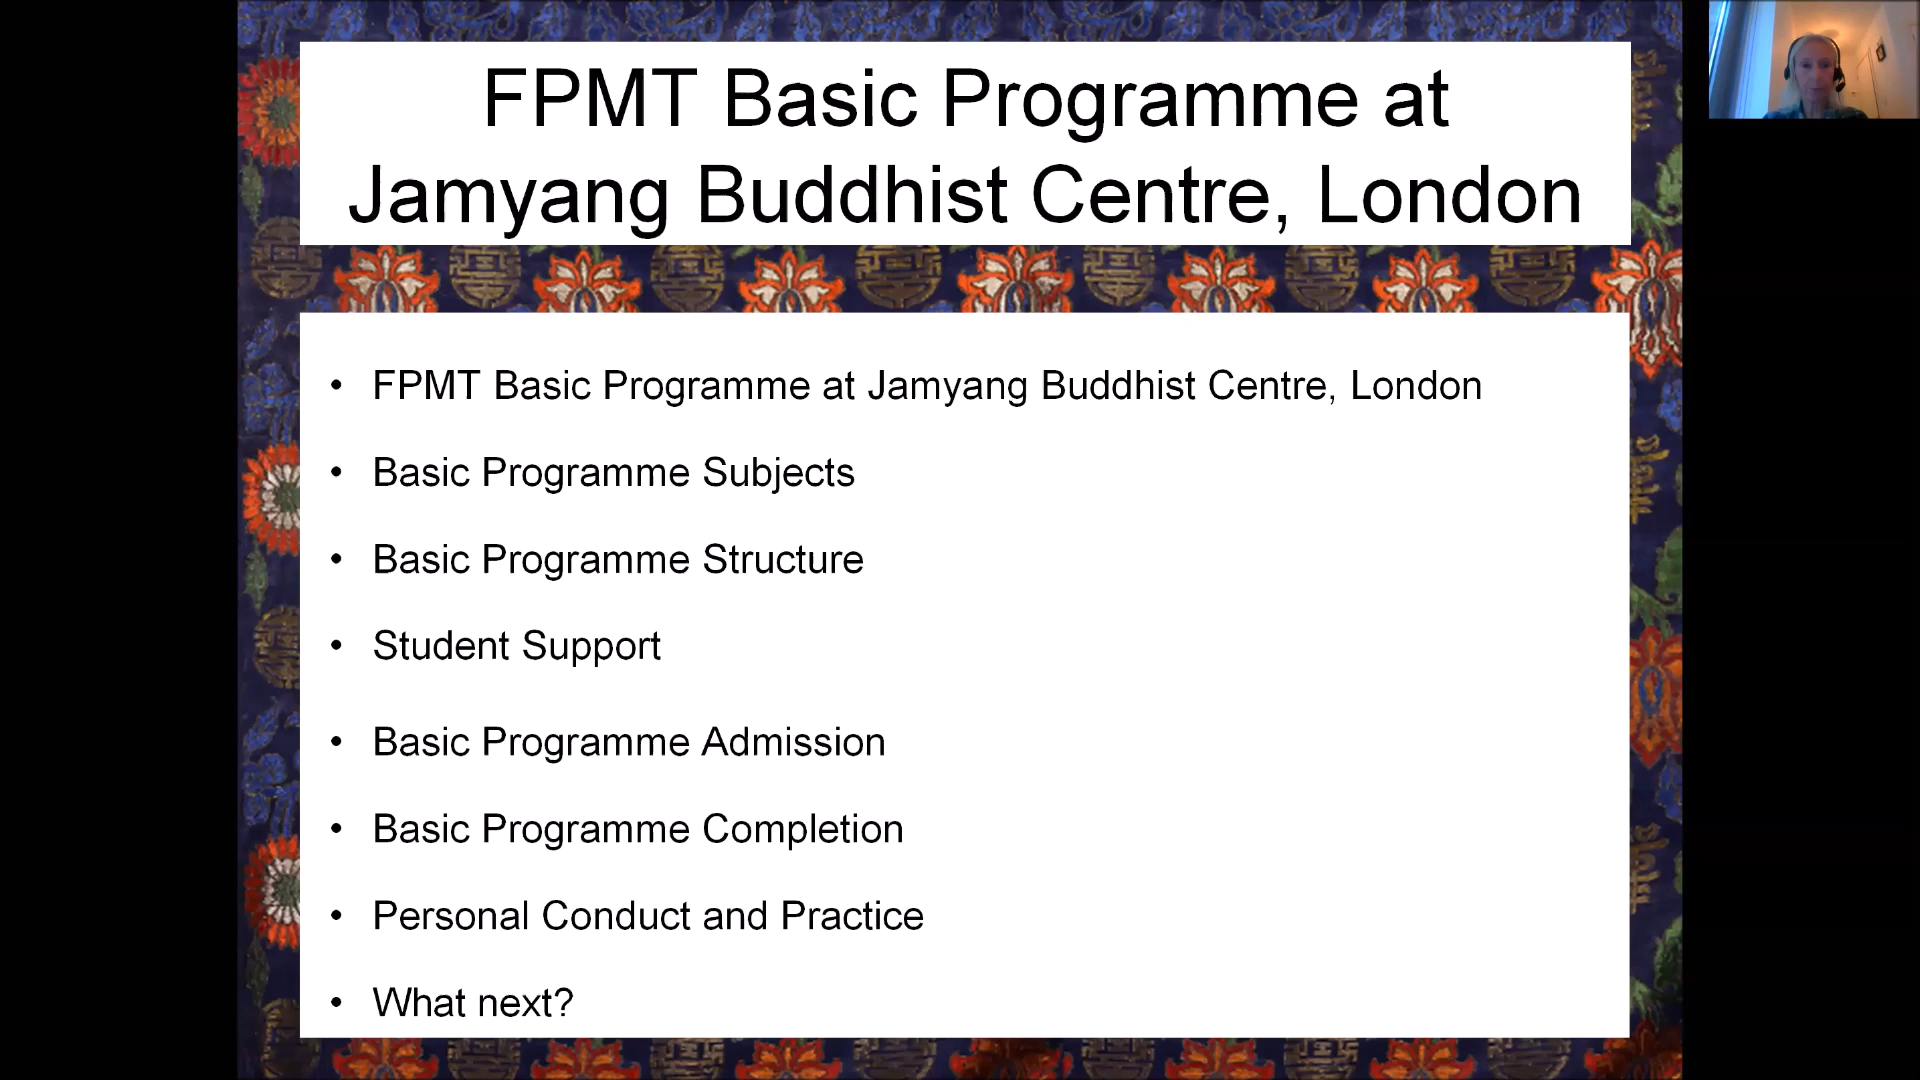 FPMT Basic Programme at
Jamyang Buddhist Centre, London
• FPMT Basic Programme at Jamyang Buddhist Centre, London
• Basic Programme Subjects
• Basic Programme Structure
• Student Support
• Basic Programme Admission
• Basic Programme Completion
• Personal Conduct and Practice
• What next?